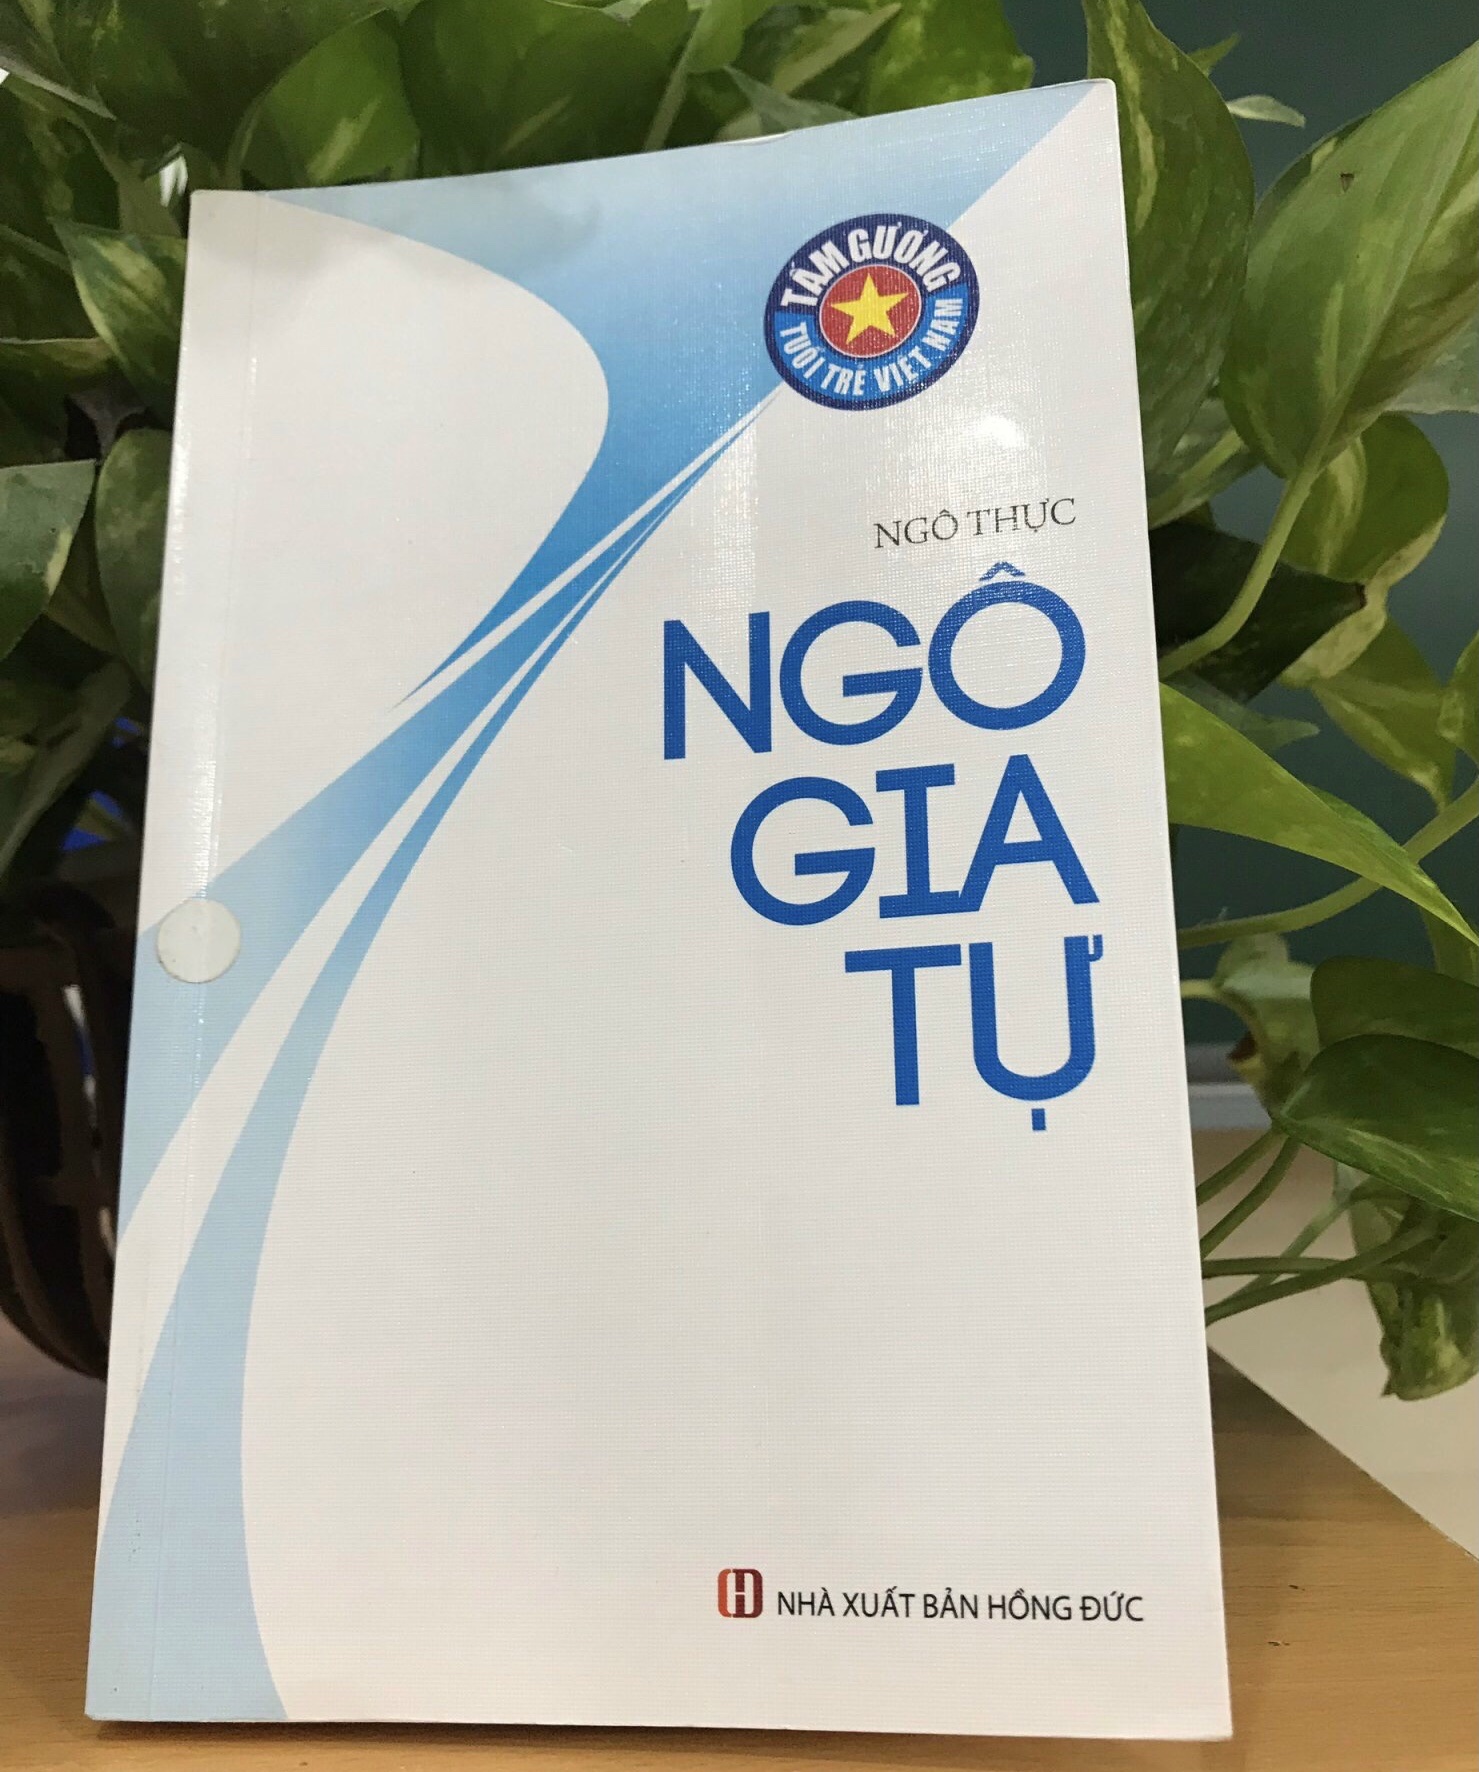 TẤM GƯƠNG
TUỔI TRẺ VIỆT NAM
NGÔ THỰC
NGÔ
GIA
TỰ
NHÀ XUẤT BẢN HỒNG ĐỨC